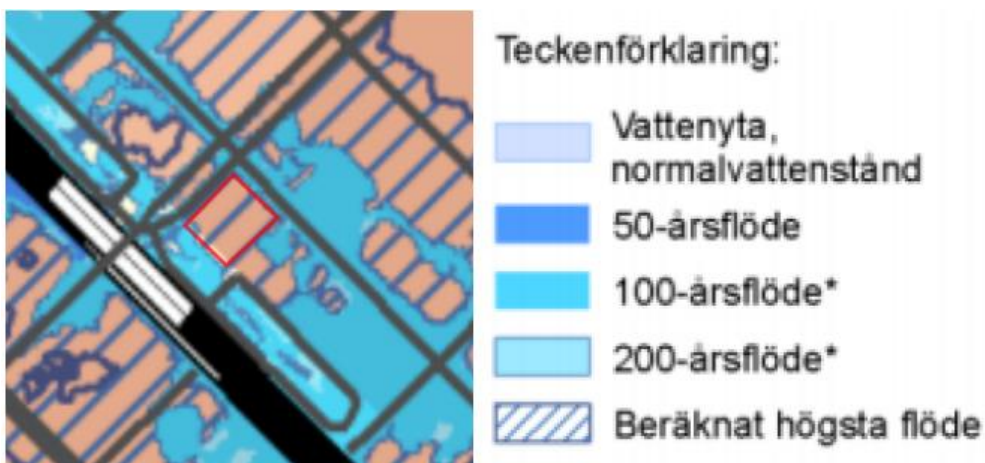 Teckenförklaring:
Vattenyta,
normalvattenstånd
50-årsflöde
100-årsflöde*
200-årsflöde*
Beräknat högsta flöde